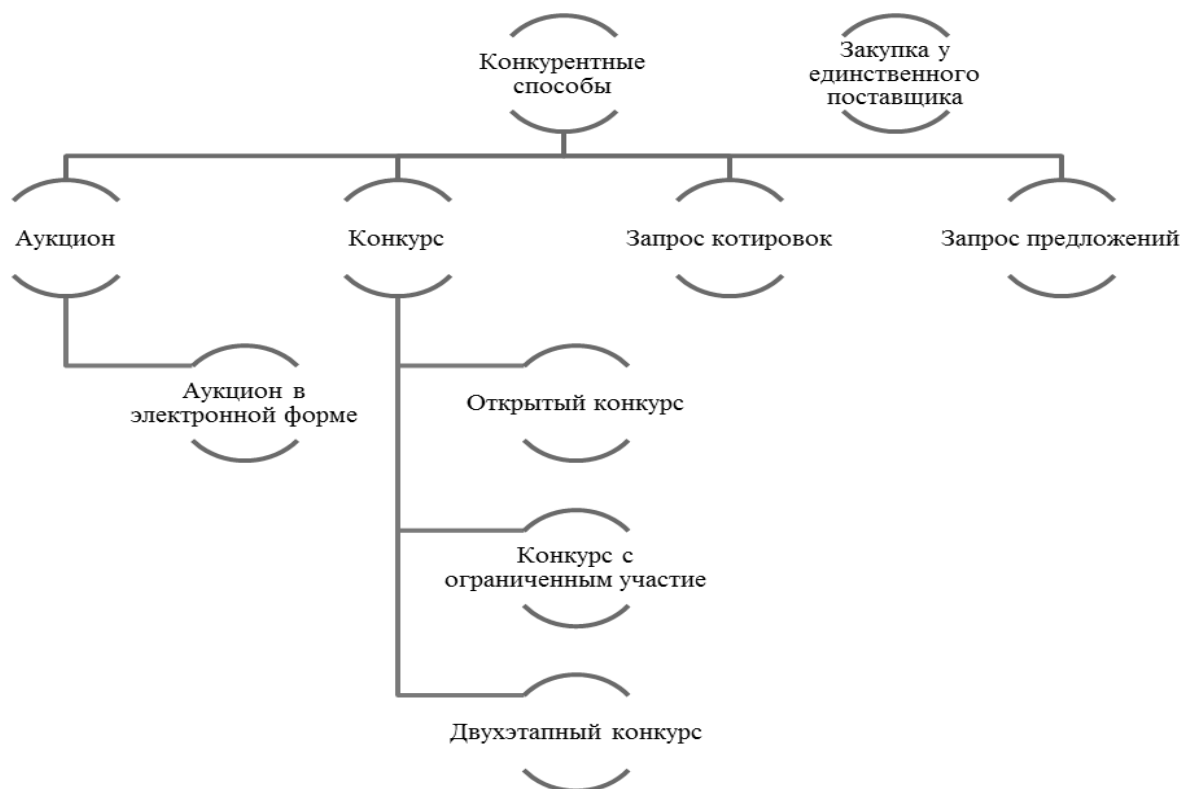 Конкурентные
способы
Закупка у
единственного
поставщика
Аукцион
Конкурс
Запрос котировок
Запрос предложений
Аукцион в
электронной форме
Открытый конкурс
Конкурс с
ограниченным участие
Двухэтапный конкурс